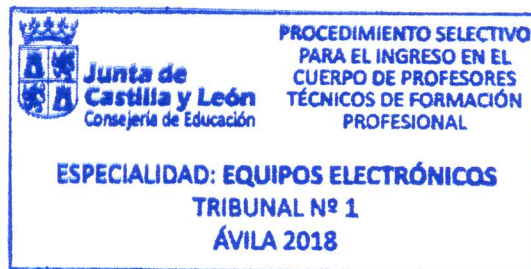 Junta de
Castilla y León
Consejería de Educación
PROCEDIMIENTO SELECTIVO
PARA EL INGRESO EN EL
CUERPO DE PROFESORES
TÉCNICOS DE FORMACIÓN
PROFESIONAL
ESPECIALIDAD: EQUIPOS ELECTRÓNICOS
TRIBUNAL Nº 1
ÁVILA 2018